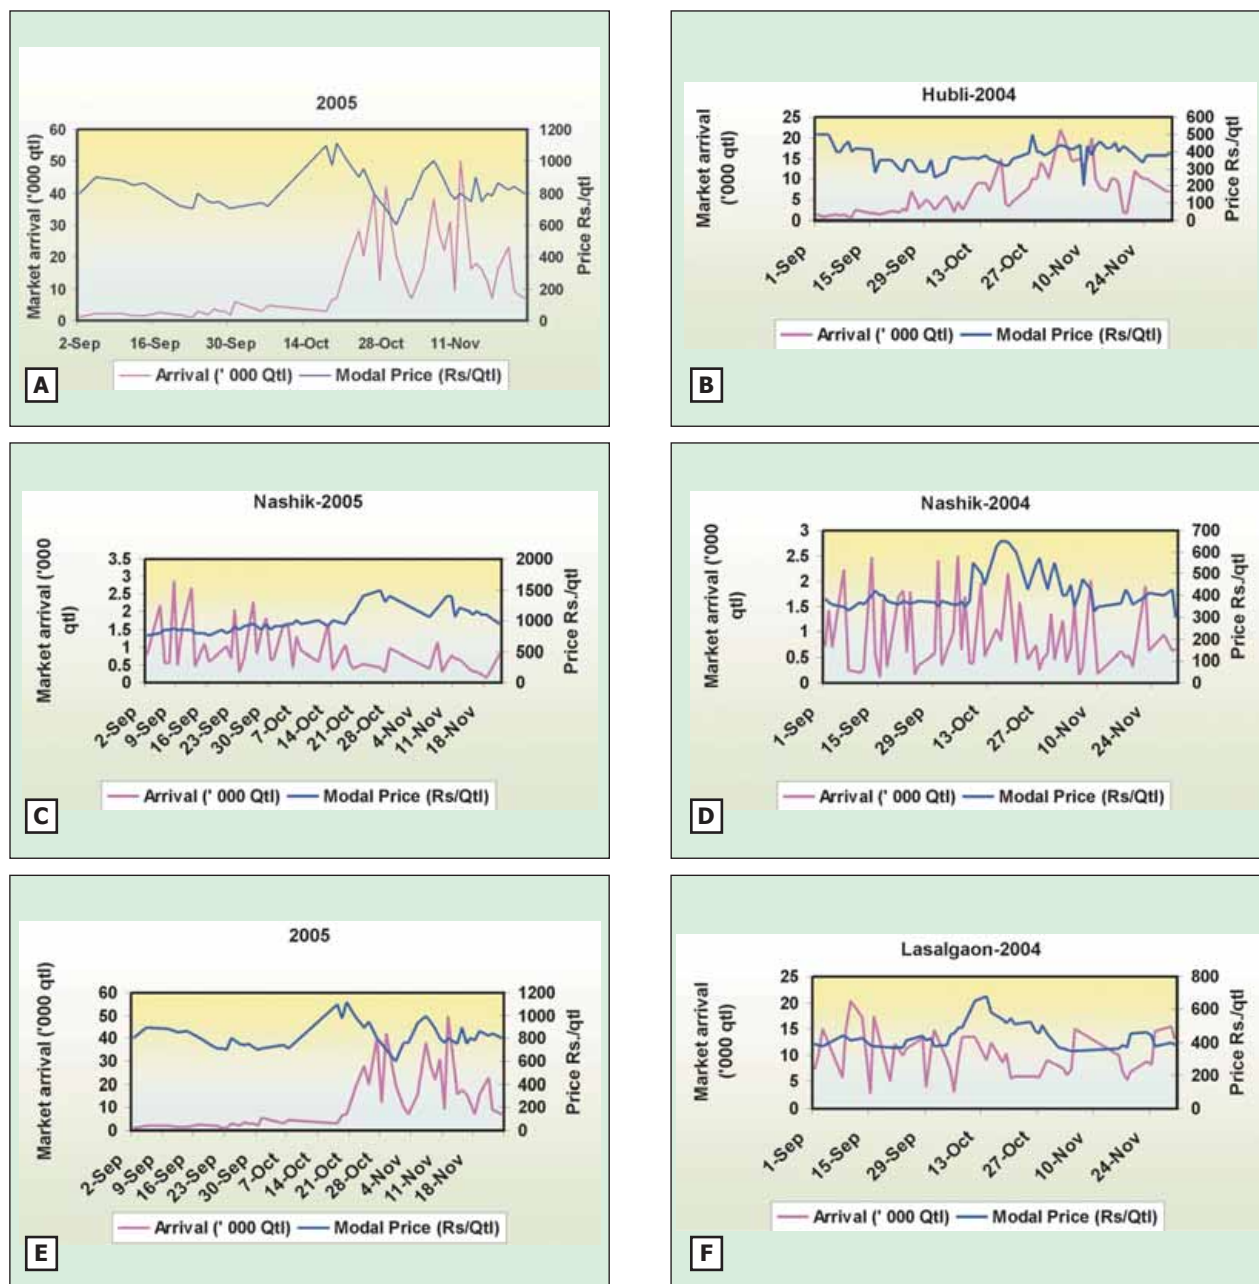 2005
Market arrival ('000 qtl)
60
50
40
30
20
10
0
1200
1000
800
600
400
200
0
Price Rs./qtl
2-Sep 16-Sep 30-Sep 14-Oct 28-Oct 11-Nov
Arrival (' 000 Qtl) Modal Price (Rs/Qtl)
A
Hubli-2004
Market arrival
('000 qtl)
25
20
15
10
5
0
600
500
400
300
200
100
0
Price Rs./qtl
1-Sep 15-Sep 29-Sep 13-Oct 27-Oct 10-Nov 24-Nov
Arrival (' 000 Qtl) Modal Price (Rs/Qtl)
B
Nashik-2005
Market arrival ('000
qtl)
3.5
3
2.5
2
1.5
1
0.5
0
2000
1500
1000
500
0
Price Rs./qtl
2-Sep 9-Sep 16-Sep 23-Sep 30-Sep 7-Oct 14-Oct 21-Oct 28-Oct 4-Nov 11-Nov 18-Nov
Arrival (' 000 Qtl) Modal Price (Rs/Qtl)
C
Nashik-2004
Market arrival ('000
qtl)
3
2.5
2
1.5
1
0.5
0
700
600
500
400
300
200
100
0
Price Rs./qtl
1-Sep 15-Sep 29-Sep 13-Oct 27-Oct 10-Nov 24-Nov
Arrival (' 000 Qtl) Modal Price (Rs/Qtl)
D
2005
Market arrival ('000
qtl)
60
50
40
30
20
10
0
1200
1000
800
600
400
200
0
Price Rs./qtl
2-Sep 9-Sep 16-Sep 23-Sep 30-Sep 7-Oct 14-Oct 21-Oct 28-Oct 4-Nov 11-Nov 18-Nov
Arrival (' 000 Qtl) Modal Price (Rs/Qtl)
E
Lasalgaon-2004
Market arrival
('000 qtl)
25
20
15
10
5
0
800
600
400
200
0
Price Rs./qtl
1-Sep 15-Sep 29-Sep 13-Oct 27-Oct 10-Nov 24-Nov
Arrival (' 000 Qtl) Modal Price (Rs/Qtl)
F